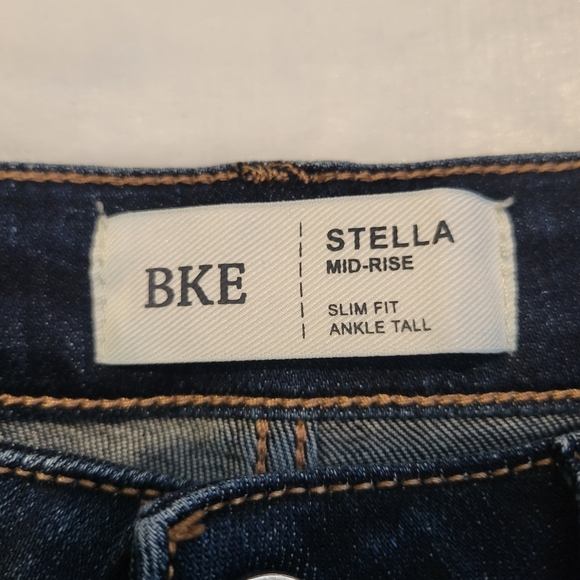 BKE
STELLA
MID-RISE
SLIM FIT
ANKLE TALL